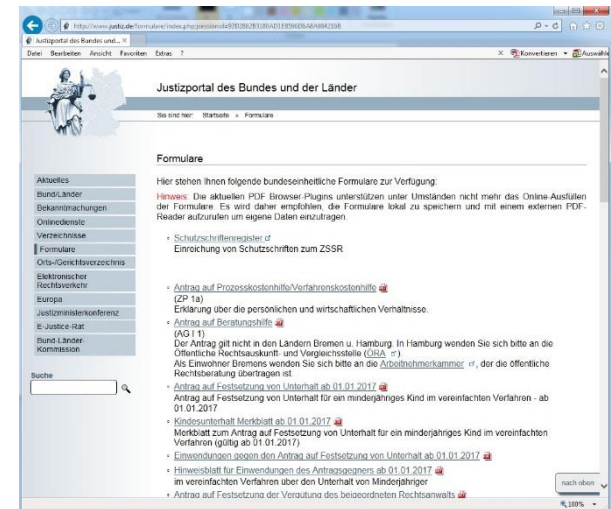 http://www.justiz.de/formulare/index.php;jsessionid=
Justizportal des Bundes und...
Datei Bearbeiten Ansicht Favoriten Extras ?
Konvertieren Auswähle
Justizportal des Bundes und der Länder
Sie sind hier: Startseite » Formulare
Formulare
Aktuelles
Bund/Länder
Bekanntmachungen
Onlinedienste
Verzeichnisse
Formulare
Orts-/Gerichtsverzeichnis
Elektronischer
Rechtsverkehr
Europa
Justizministerkonferenz
E-Justice-Rat
Bund-Länder-
Kommission
Suche
Hier stehen Ihnen folgende bundeseinheitliche Formulare zur Verfügung:
Hinweis: Die aktuellen PDF Browser-Plugins unterstützen unter Umständen nicht mehr das Online-Ausfüllen
der Formulare. Es wird daher empfohlen, die Formulare lokal zu speichern und mit einem externen PDF-
Reader aufzurufen um eigene Daten einzutragen.
Schutzschriftenregister
Einreichung von Schutzschriften zum ZSSR
Antrag auf Prozesskostenhilfe/Verfahrenskostenhilfe
(ZP 1a)
Erklärung über die persönlichen und wirtschaftlichen Verhältnisse.
Antrag auf Beratungshilfe
(AG I 1)
Der Antrag gilt nicht in den Ländern Bremen u. Hamburg. In Hamburg wenden Sie sich bitte an die
Öffentliche Rechtsauskunft- und Vergleichsstelle (ÖRA).
Als Einwohner Bremens wenden Sie sich bitte an die Arbeitnehmerkammer, der die öffentliche
Rechtsberatung übertragen ist
Antrag auf Festsetzung von Unterhalt ab 01.01.2017
Antrag auf Festsetzung von Unterhalt für ein minderjähriges Kind im vereinfachten Verfahren - ab
01.01.2017
Kindesunterhalt Merkblatt ab 01.01.2017
Merkblatt zum Antrag auf Festsetzung von Unterhalt für ein minderjähriges Kind im vereinfachten
Verfahren (gültig ab 01.01.2017)
Einwendungen gegen den Antrag auf Festsetzung von Unterhalt ab 01.01.2017
Hinweisblatt für Einwendungen des Antragsgegners ab 01.01.2017
im vereinfachten Verfahren über den Unterhalt von Minderjähriger
Antrag auf Festsetzung der Vergütung des beigeordneten Rechtsanwalts
nach oben
100%